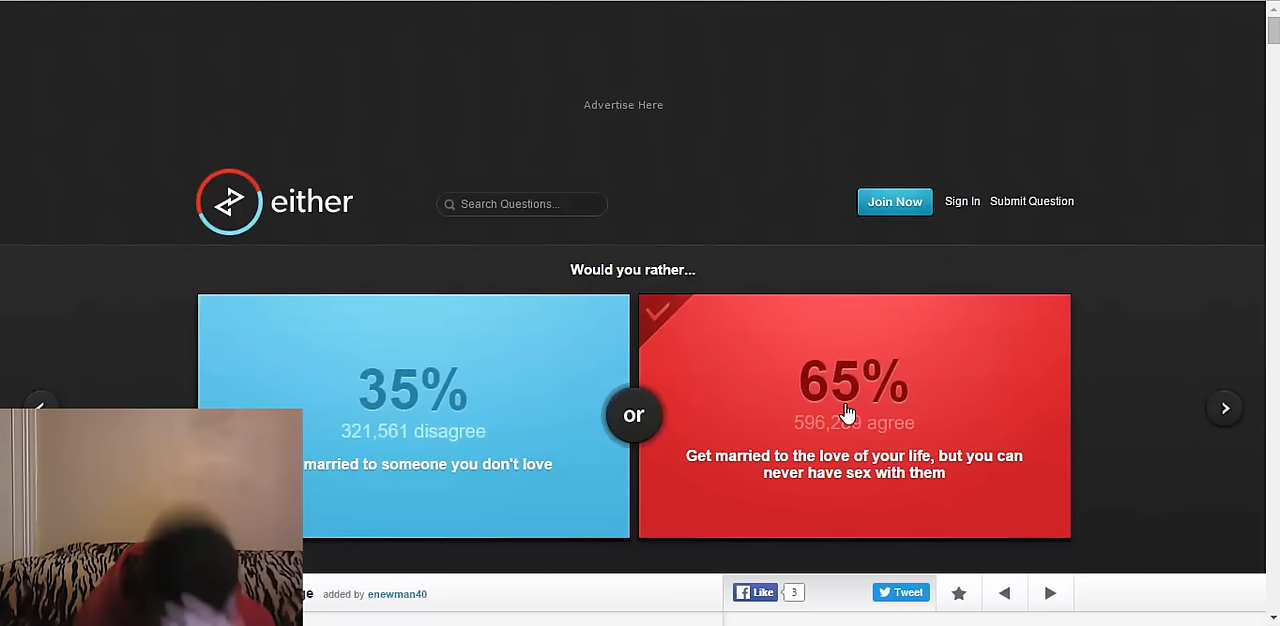 Advertise Here
either
Search Questions...
Join Now
Sign In
Submit Question
Would you rather...
35%
321,561 disagree
married to someone you don't love
or
65%
agree
Get married to the love of your life, but you can
never have sex with them
added by enewman40
Like
3
Tweet